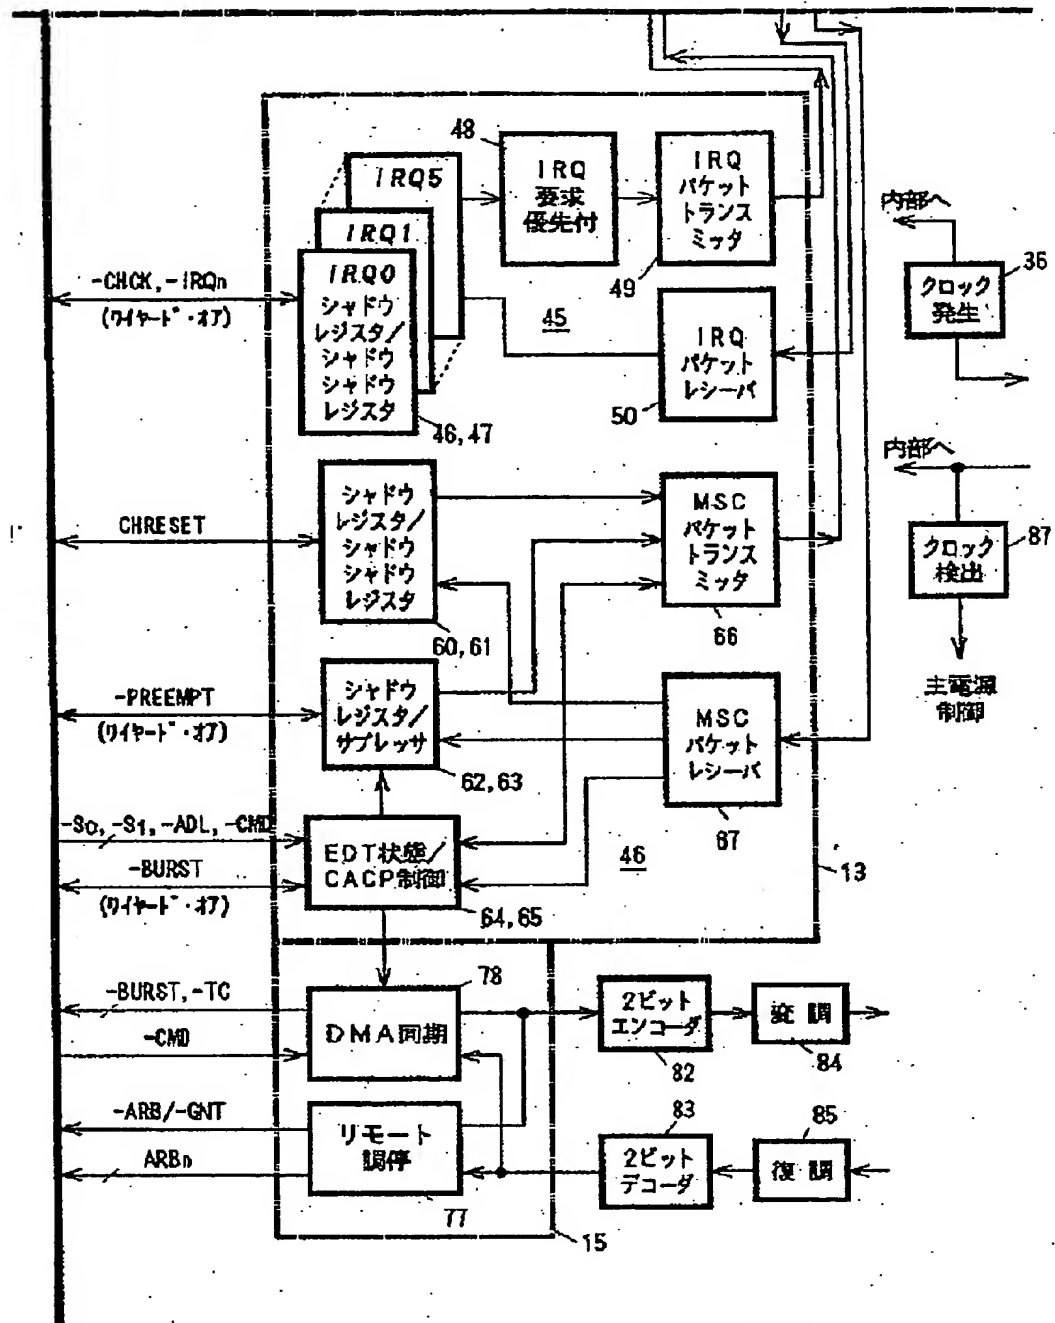 48
IRQ5
IRQ1
IRQ0
シャドウ
レジスタ/
シャドウ
シャドウ
レジスタ
46,47
IRQ
要求
優先付
IRQ
パケット
トランス
ミッタ
49
45
IRQ
パケット
レシーバ
50
-CHCK,-IRQn
(ワイヤード・オア)
内部へ
クロック
発生
36
内部へ
クロック
検出
87
主電源
制御
CHRESET
シャドウ
レジスタ/
シャドウ
シャドウ
レジスタ
60,61
MSC
パケット
トランス
ミッタ
66
-PREEMPT
(ワイヤード・オア)
シャドウ
レジスタ/
サプレッサ
62,63
MSC
パケット
レシーバ
67
-S0,-S1,-ADL,-CMD
-BURST
(ワイヤード・オア)
EDT状態/
CACP制御
64,65
46
13
78
-BURST,-TC
-CMD
DMA同期
2ビット
エンコーダ
82
変調
84
-ARB/-GNT
ARBn
リモート
調停
77
83
2ビット
デコーダ
85
復調
15